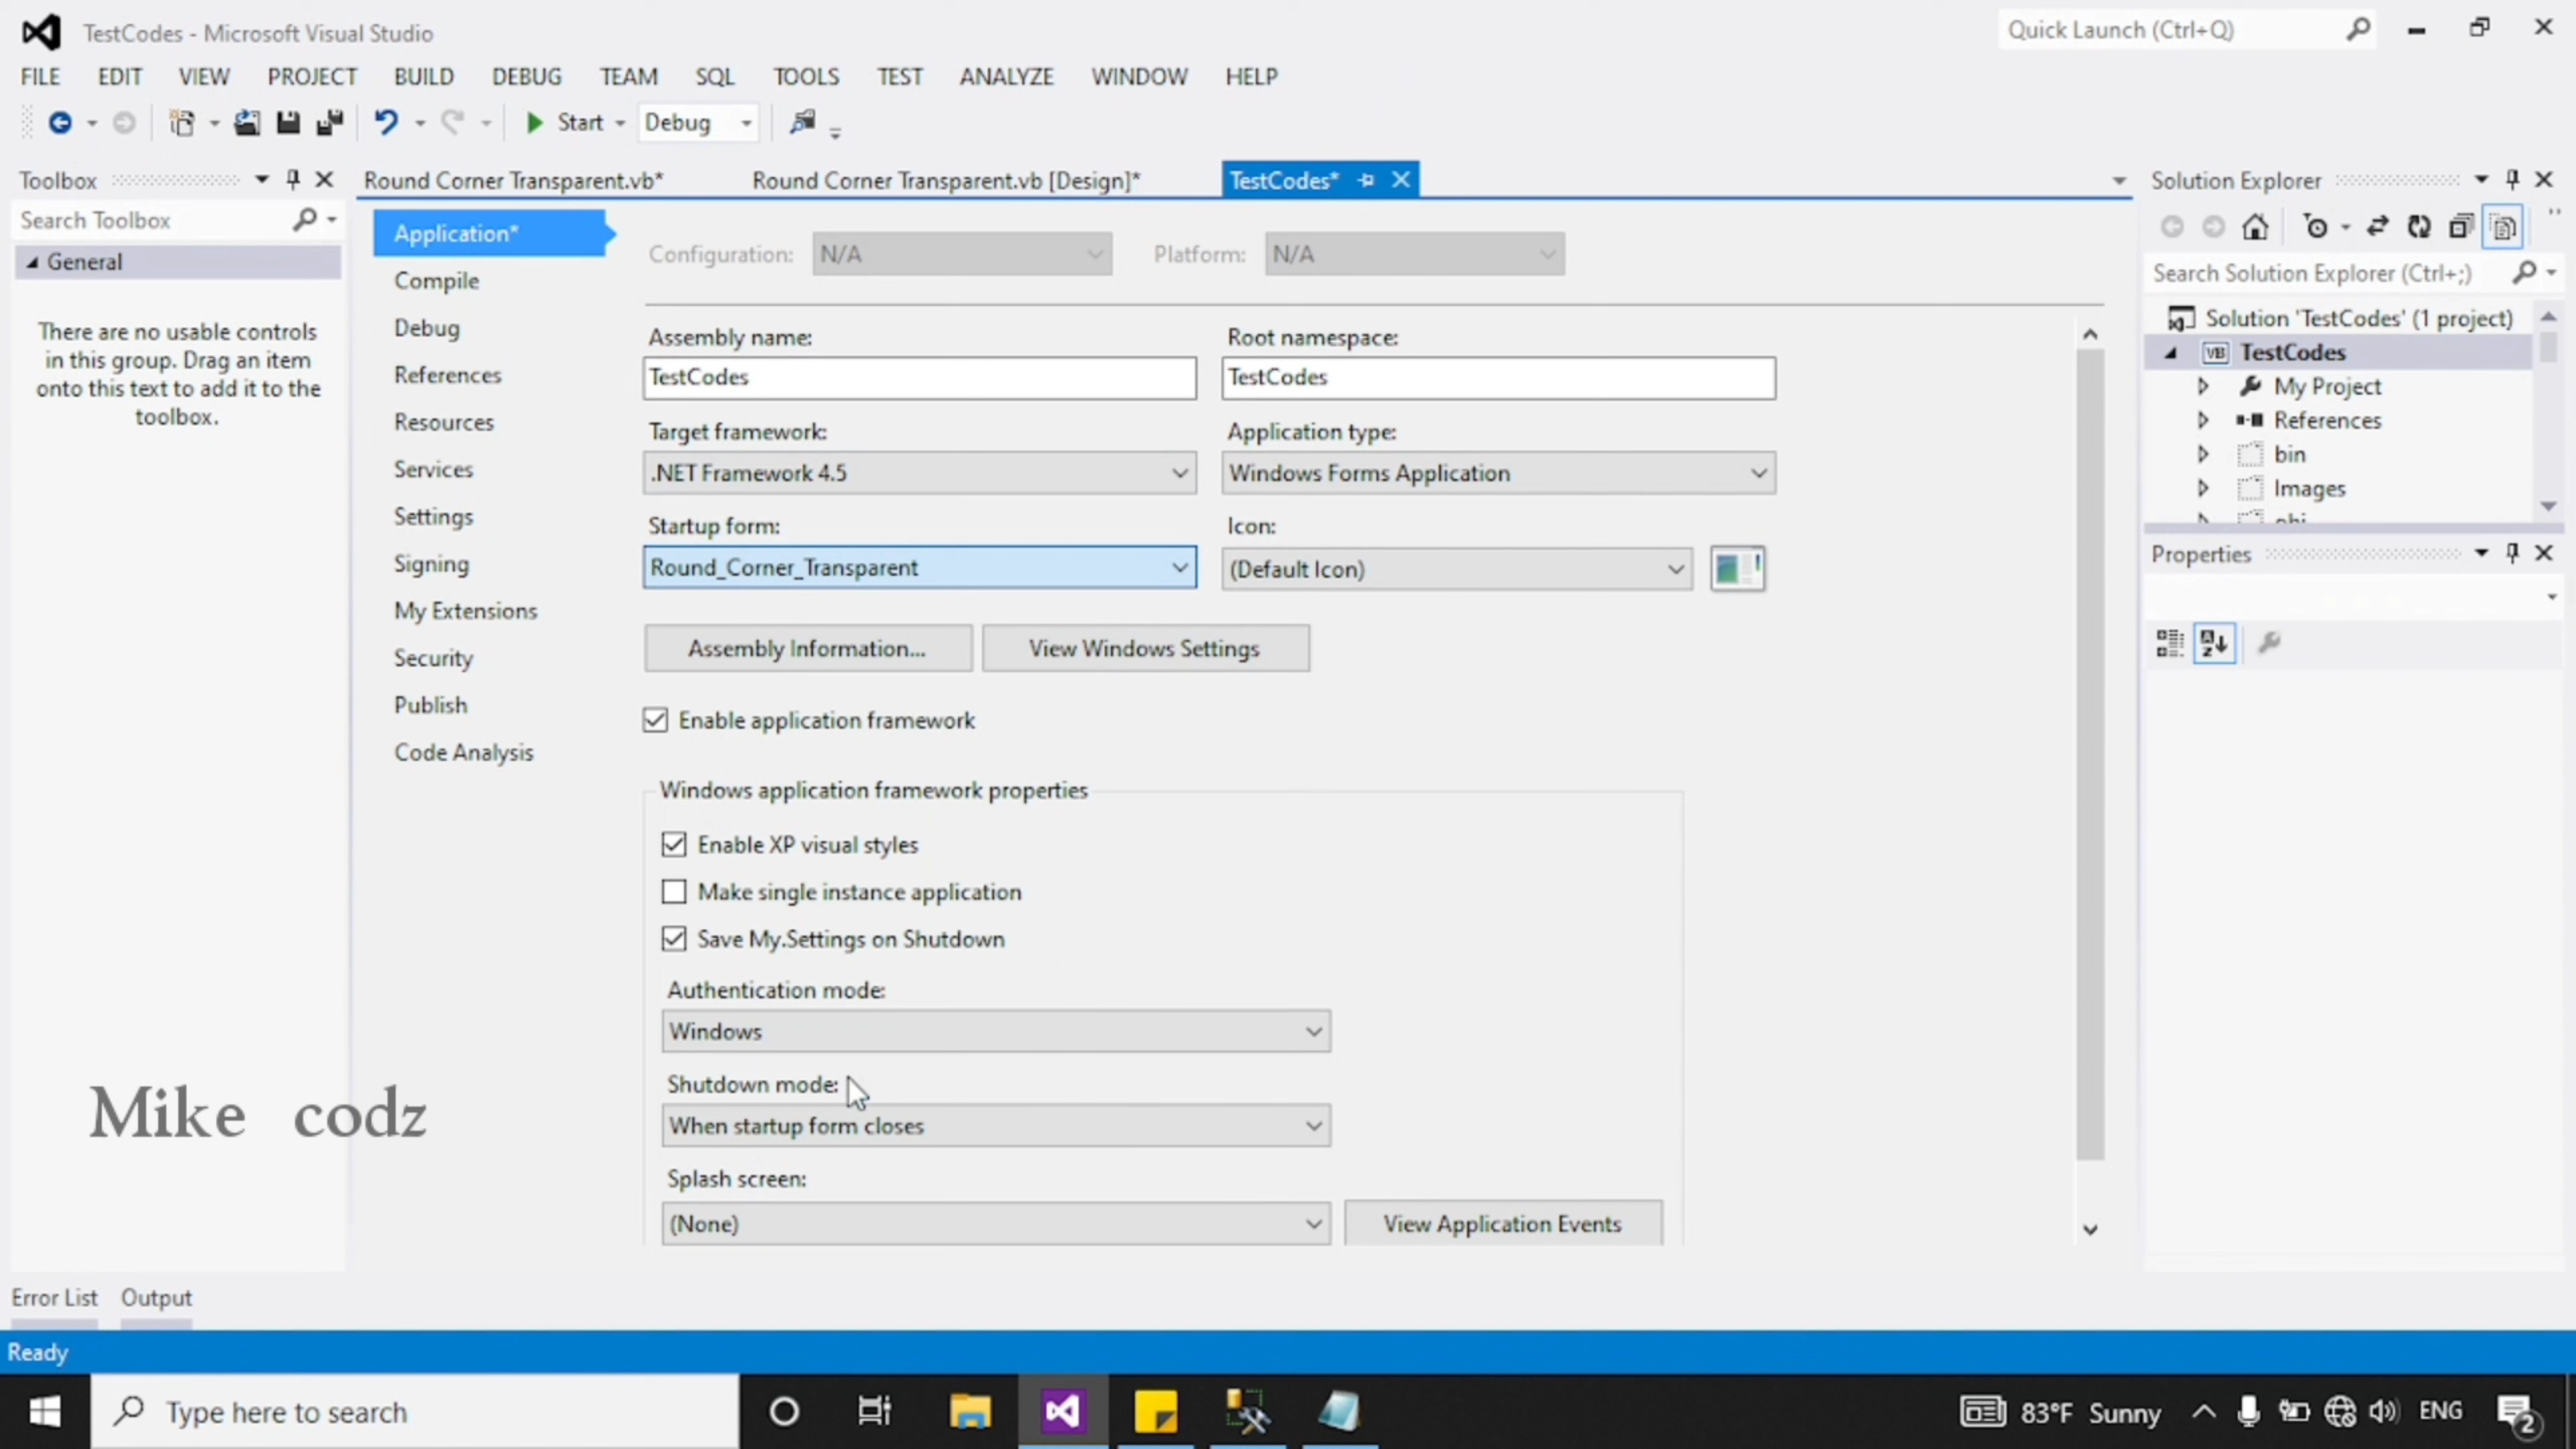 TestCodes - Microsoft Visual Studio
Quick Launch (Ctrl+Q)
FILE EDIT VIEW PROJECT BUILD DEBUG TEAM SQL TOOLS TEST ANALYZE WINDOW HELP
Start Debug
Toolbox
Round Corner Transparent.vb* Round Corner Transparent.vb [Design]* TestCodes*
Search Toolbox
General
There are no usable controls
in this group. Drag an item
onto this text to add it to the
toolbox.
Application*
Compile
Debug
References
Resources
Services
Settings
Signing
My Extensions
Security
Publish
Code Analysis
Configuration: N/A Platform: N/A
Assembly name: Root namespace:
TestCodes TestCodes
Target framework: Application type:
.NET Framework 4.5 Windows Forms Application
Startup form: Icon:
Round_Corner_Transparent (Default Icon)
Assembly Information... View Windows Settings
Enable application framework
Windows application framework properties
Enable XP visual styles
Make single instance application
Save My.Settings on Shutdown
Authentication mode:
Windows
Shutdown mode:
When startup form closes
Splash screen:
(None) View Application Events
Solution Explorer
Search Solution Explorer (Ctrl+;)
Solution 'TestCodes' (1 project)
VB TestCodes
My Project
References
bin
Images
Properties
Mike codz
Error List Output
Ready
Type here to search
83°F Sunny ENG 2